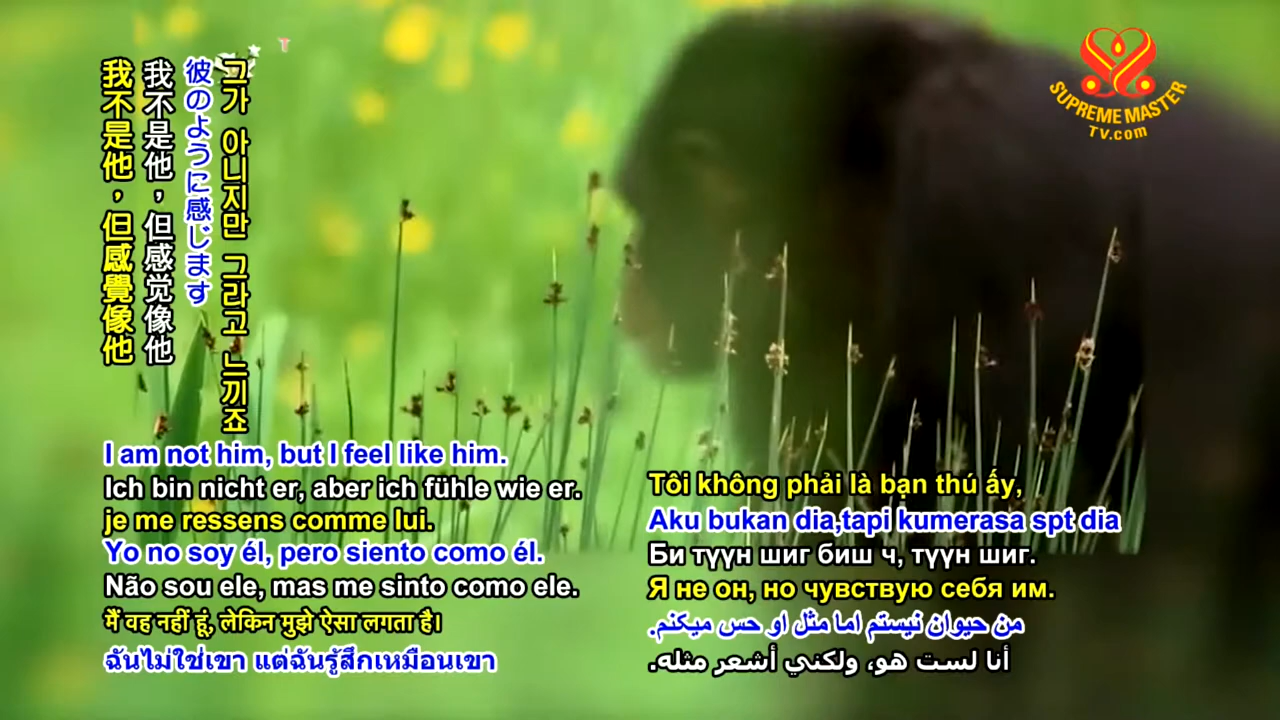 我不是他，但感覺像他
我不是他，但感觉像他
彼のように感じます
그가 아니지만 그라고 느끼죠
SUPREME MASTER
TV.com
I am not him, but I feel like him.
Ich bin nicht er, aber ich fühle wie er.
je me ressens comme lui.
Yo no soy él, pero siento como él.
Não sou ele, mas me sinto como ele.
मैं वह नहीं हूं, लेकिन मुझे ऐसा लगता है।
ฉันไม่ใช่เขา แต่ฉันรู้สึกเหมือนเขา
Tôi không phải là bạn thú ấy,
Aku bukan dia,tapi kumerasa spt dia
Би түүн шиг биш ч, түүн шиг.
Я не он, но чувствую себя им.
من حیوان نیستم اما مثل او حس میکنم.
أنا لست هو، ولكني أشعر مثله.